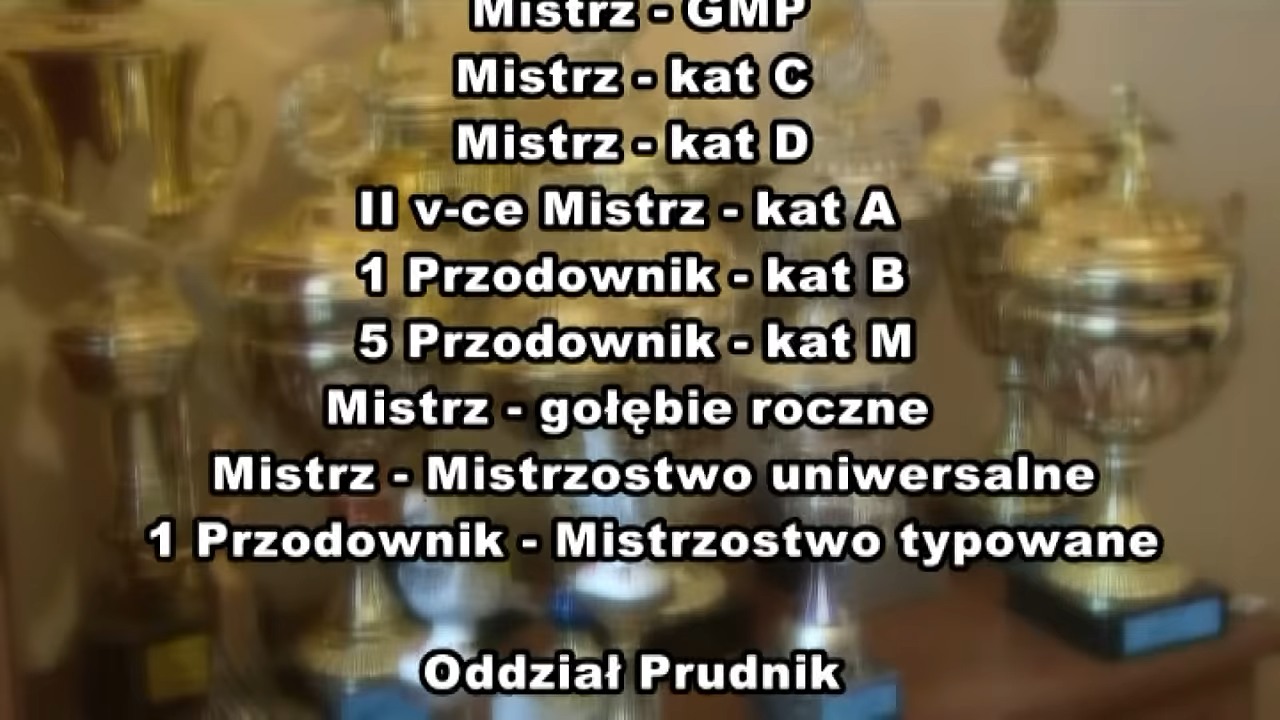 Mistrz - GMP
Mistrz - kat C
Mistrz - kat D
II v-ce Mistrz - kat A
1 Przodownik - kat B
5 Przodownik - kat M
Mistrz - gołębie roczne
Mistrz - Mistrzostwo uniwersalne
1 Przodownik - Mistrzostwo typowane
Oddział Prudnik